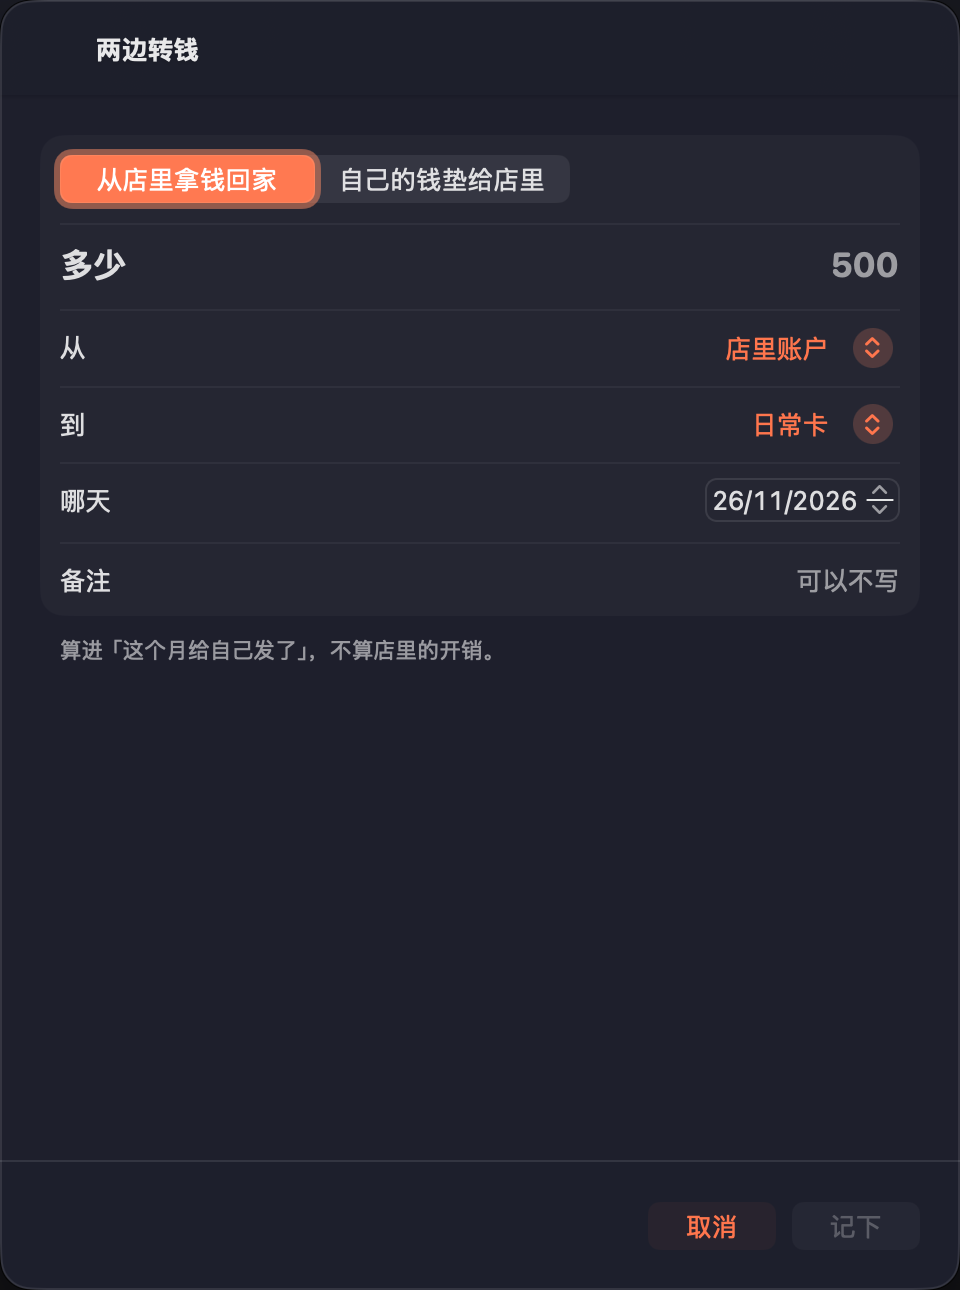 两边转钱
从店里拿钱回家 自己的钱垫给店里
多少 500
从 店里账户
到 日常卡
哪天 26/11/2026
备注 可以不写
算进「这个月给自己发了」，不算店里的开销。
取消 记下